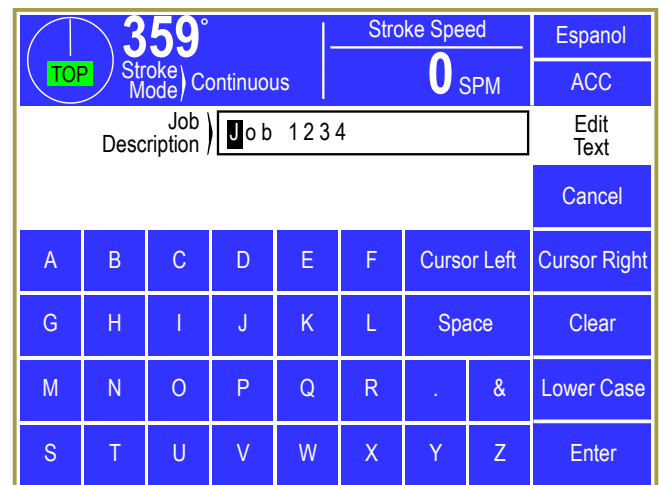 TOP
359°
Stroke Mode) Continuous
Stroke Speed
0 SPM
Espanol
ACC
Job Description) Job 1234
Edit Text
Cancel
A B C D E F Cursor Left Cursor Right
G H I J K L Space Clear
M N O P Q R . & Lower Case
S T U V W X Y Z Enter